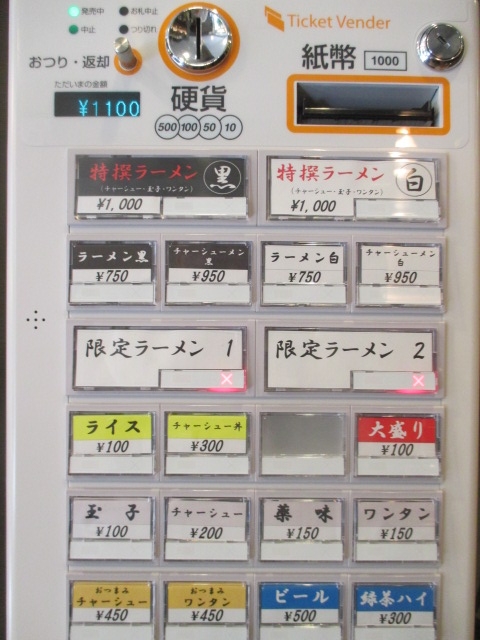 発売中
お札中止
中止
つり切れ
おつり・返却
ただいまの金額
¥1100
硬貨
500 100 50 10
Ticket Vender
紙幣 1000
特撰ラーメン 黒
(チャーシュー・玉子・ワンタン)
¥1,000
特撰ラーメン 白
(チャーシュー・玉子・ワンタン)
¥1,000
ラーメン黒
¥750
チャーシューメン
黒
¥950
ラーメン白
¥750
チャーシューメン
白
¥950
限定ラーメン 1
×
限定ラーメン 2
×
ライス
¥100
チャーシュー丼
¥300
大盛り
¥100
玉子
¥100
チャーシュー
¥200
薬味
¥150
ワンタン
¥150
おつまみ
チャーシュー
¥450
おつまみ
ワンタン
¥450
ビール
¥500
緑茶ハイ
¥300